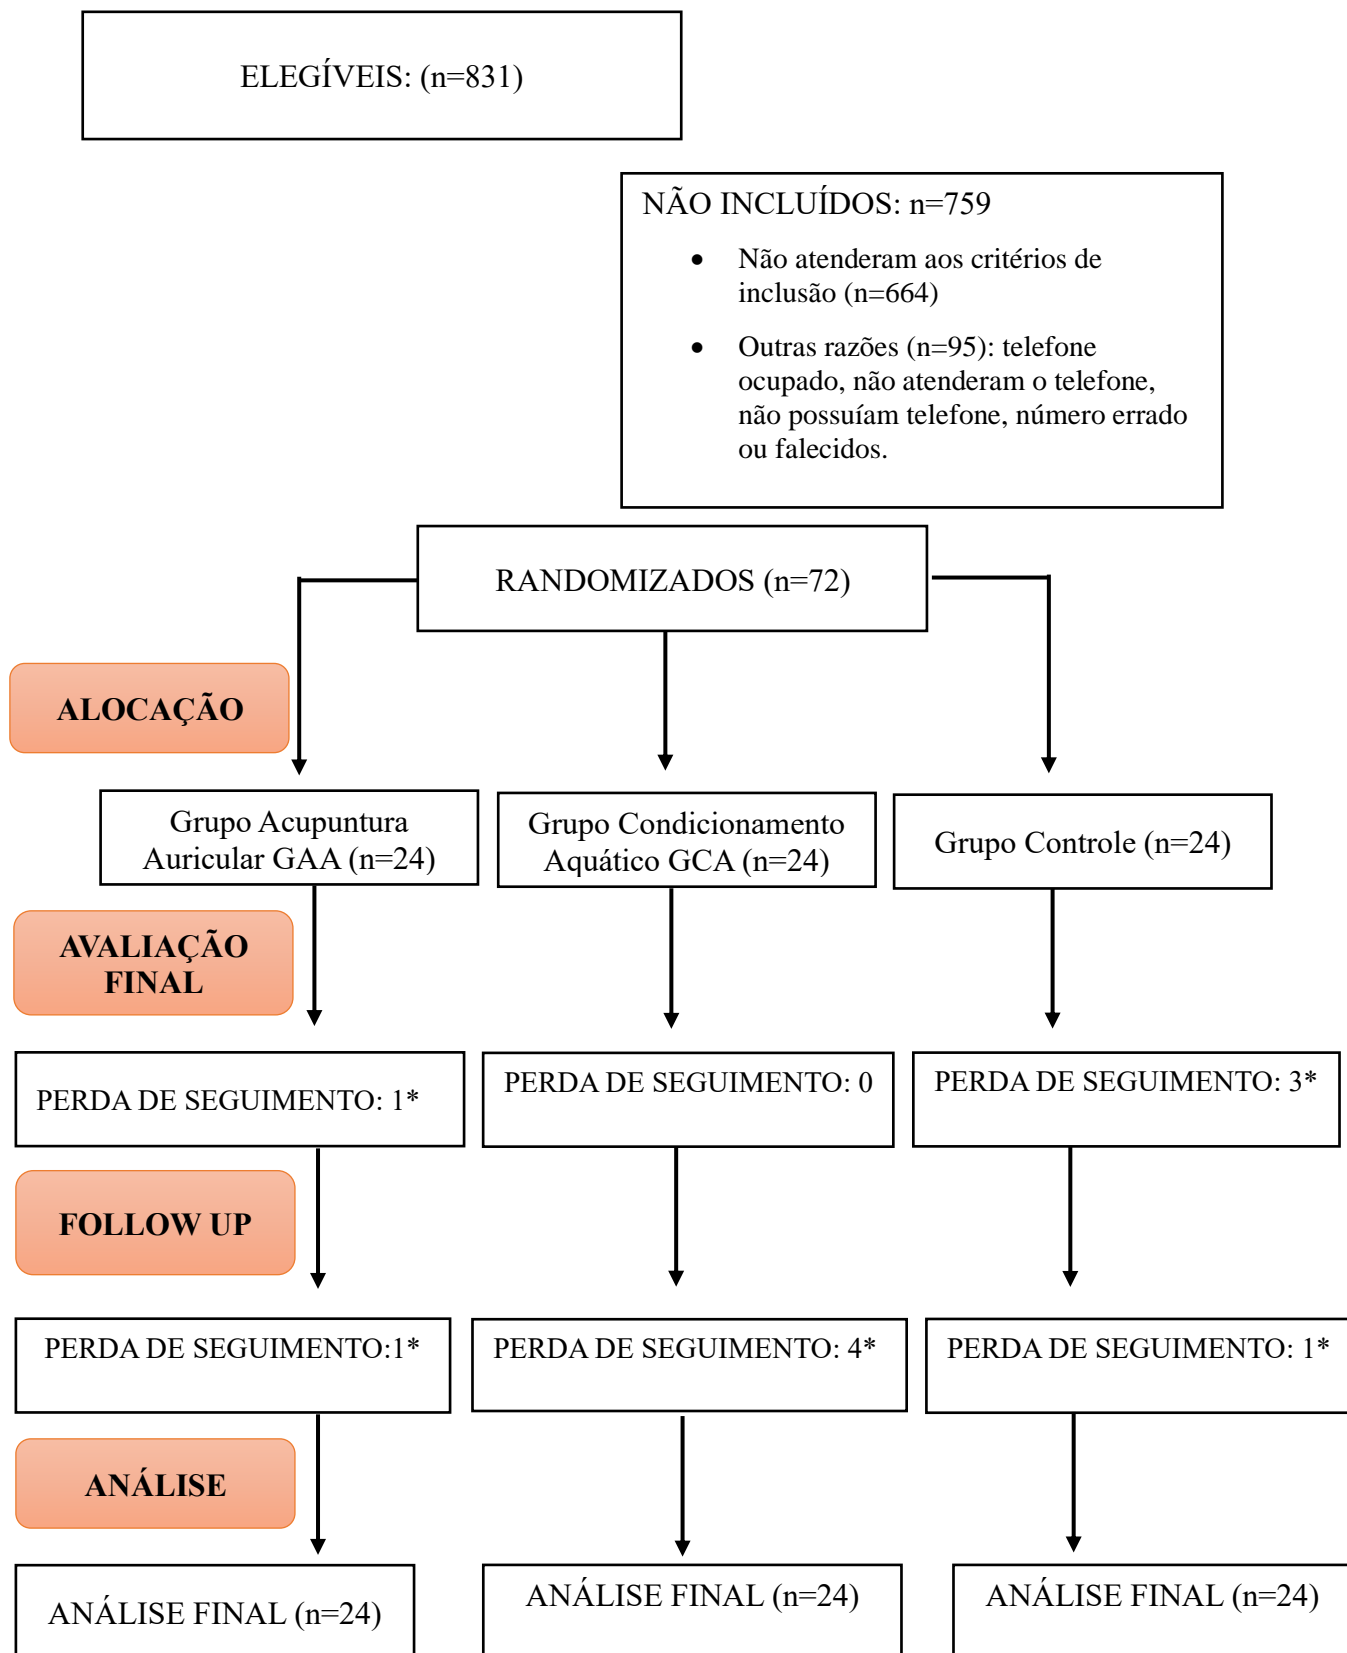 ELEGÍVEIS: (n=831)
NÃO INCLUÍDOS: n=759
• Não atenderam aos critérios de
inclusão (n=664)
• Outras razões (n=95): telefone
ocupado, não atenderam o telefone,
não possuíam telefone, número errado
ou falecidos.
RANDOMIZADOS (n=72)
ALOCAÇÃO
Grupo Acupuntura
Auricular GAA (n=24)
Grupo Condicionamento
Aquático GCA (n=24)
Grupo Controle (n=24)
AVALIAÇÃO
FINAL
PERDA DE SEGUIMENTO: 1*
PERDA DE SEGUIMENTO: 0
PERDA DE SEGUIMENTO: 3*
FOLLOW UP
PERDA DE SEGUIMENTO:1*
PERDA DE SEGUIMENTO: 4*
PERDA DE SEGUIMENTO: 1*
ANÁLISE
ANÁLISE FINAL (n=24)
ANÁLISE FINAL (n=24)
ANÁLISE FINAL (n=24)